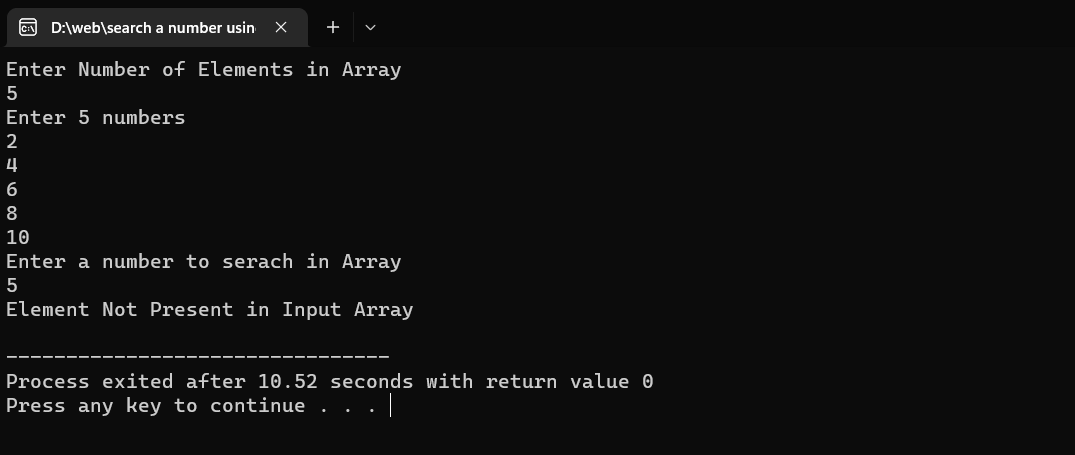 D:\web\search a number usin
Enter Number of Elements in Array
5
Enter 5 numbers
2
4
6
8
10
Enter a number to serach in Array
5
Element Not Present in Input Array
--------------------------------
Process exited after 10.52 seconds with return value 0
Press any key to continue . . .